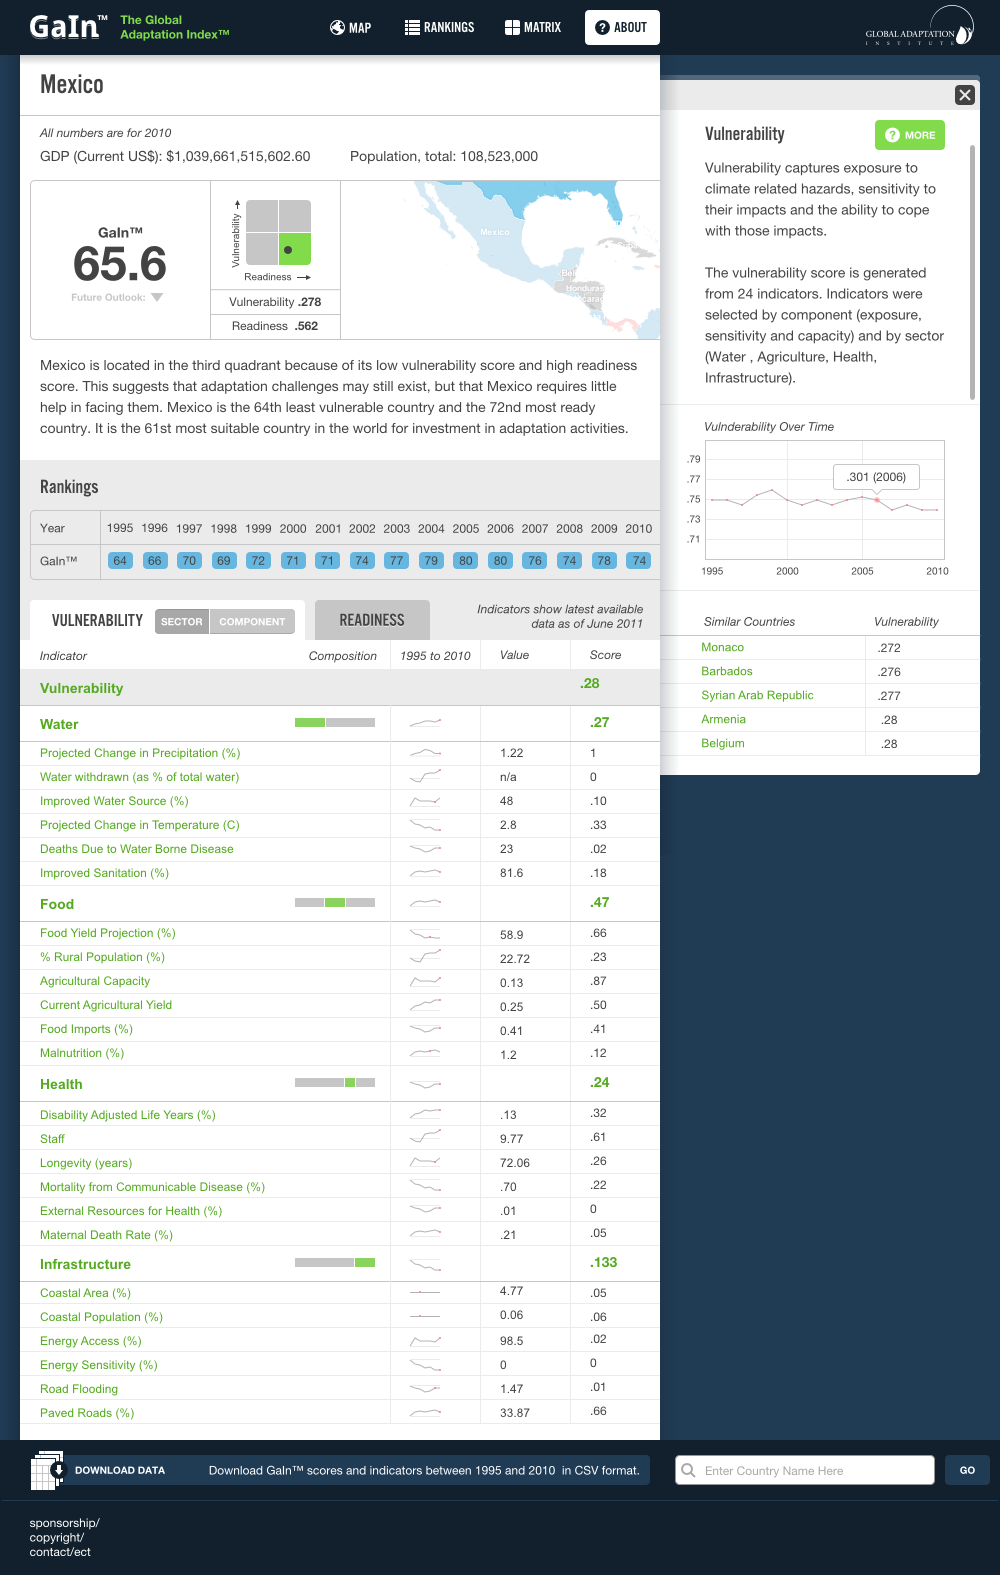 GaIn™ The Global
Adaptation Index™
MAP
RANKINGS
MATRIX
? ABOUT
GLOBAL ADAPTATION
INSTITUTE
Mexico
All numbers are for 2010
GDP (Current US$): $1,039,661,515,602.60 Population, total: 108,523,000
GaIn™
65.6
Future Outlook:
Vulnerability
Readiness
Vulnerability .278
Readiness .562
Mexico
Honduras
Mexico is located in the third quadrant because of its low vulnerability score and high readiness
score. This suggests that adaptation challenges may still exist, but that Mexico requires little
help in facing them. Mexico is the 64th least vulnerable country and the 72nd most ready
country. It is the 61st most suitable country in the world for investment in adaptation activities.
Rankings
Year 1995 1996 1997 1998 1999 2000 2001 2002 2003 2004 2005 2006 2007 2008 2009 2010
GaIn™ 64 66 70 69 72 71 71 74 77 79 80 80 76 74 78 74
VULNERABILITY SECTOR COMPONENT READINESS
Indicators show latest available
data as of June 2011
Indicator Composition 1995 to 2010 Value Score
Vulnerability .28
Water .27
Projected Change in Precipitation (%) 1.22 1
Water withdrawn (as % of total water) n/a 0
Improved Water Source (%) 48 .10
Projected Change in Temperature (C) 2.8 .33
Deaths Due to Water Borne Disease 23 .02
Improved Sanitation (%) 81.6 .18
Food .47
Food Yield Projection (%) 58.9 .66
% Rural Population (%) 22.72 .23
Agricultural Capacity 0.13 .87
Current Agricultural Yield 0.25 .50
Food Imports (%) 0.41 .41
Malnutrition (%) 1.2 .12
Health .24
Disability Adjusted Life Years (%) .13 .32
Staff 9.77 .61
Longevity (years) 72.06 .26
Mortality from Communicable Disease (%) .70 .22
External Resources for Health (%) .01 0
Maternal Death Rate (%) .21 .05
Infrastructure .133
Coastal Area (%) 4.77 .05
Coastal Population (%) 0.06 .06
Energy Access (%) 98.5 .02
Energy Sensitivity (%) 0 0
Road Flooding 1.47 .01
Paved Roads (%) 33.87 .66
Vulnerability
? MORE
Vulnerability captures exposure to
climate related hazards, sensitivity to
their impacts and the ability to cope
with those impacts.
The vulnerability score is generated
from 24 indicators. Indicators were
selected by component (exposure,
sensitivity and capacity) and by sector
(Water , Agriculture, Health,
Infrastructure).
Vulnderability Over Time
.79
.77
.75
.73
.71
.301 (2006)
1995 2000 2005 2010
Similar Countries Vulnerability
Monaco .272
Barbados .276
Syrian Arab Republic .277
Armenia .28
Belgium .28
DOWNLOAD DATA Download GaIn™ scores and indicators between 1995 and 2010 in CSV format.
Enter Country Name Here
GO
sponsorship/
copyright/
contact/ect